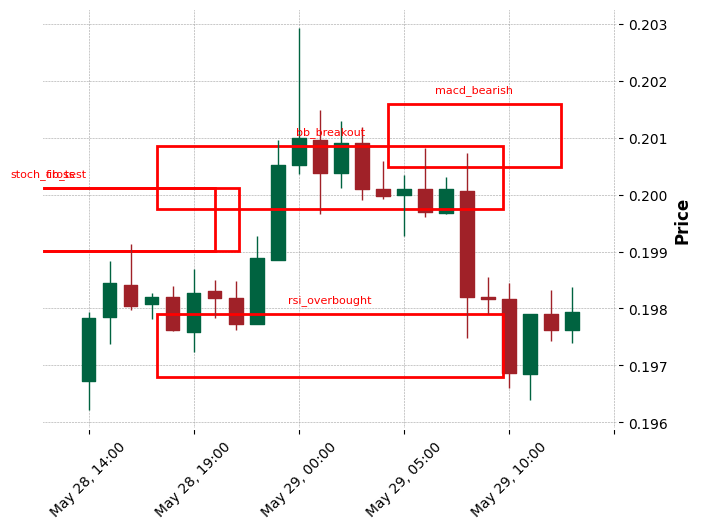 0.203
0.202
macd_bearish
0.201
bb_breakout
stoch_cross
fib_test
0.200
Price
0.199
rsi_overbought
0.198
0.197
0.196
May 28, 14:00
May 28, 19:00
May 29, 00:00
May 29, 05:00
May 29, 10:00